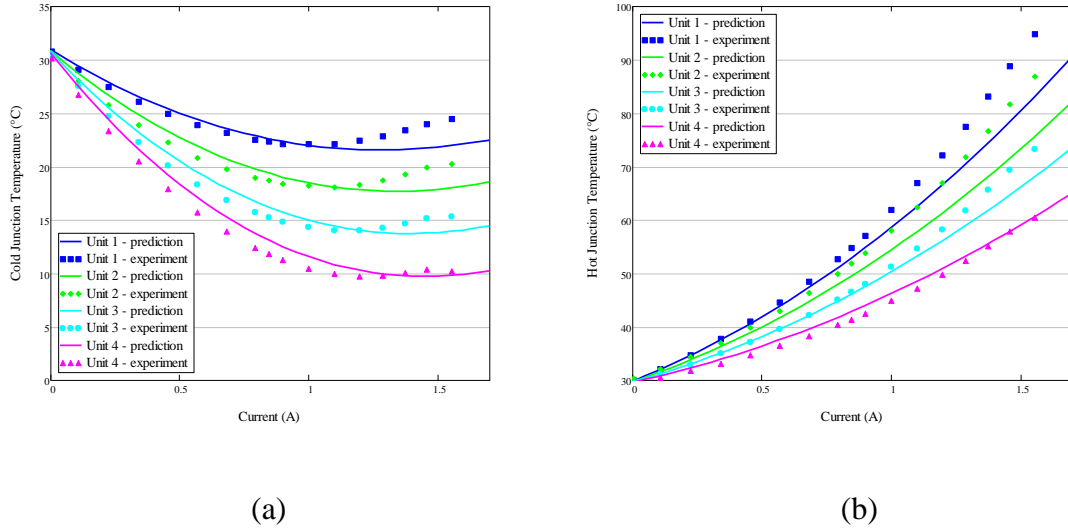 35
30
25
20
15
10
5
0
0
0.5
1
1.5
Cold Junction Temperature (°C)
Current (A)
Unit 1 - prediction
Unit 1 - experiment
Unit 2 - prediction
Unit 2 - experiment
Unit 3 - prediction
Unit 3 - experiment
Unit 4 - prediction
Unit 4 - experiment
(a)
100
90
80
70
60
50
40
30
0
0.5
1
1.5
Hot Junction Temperature (°C)
Current (A)
Unit 1 - prediction
Unit 1 - experiment
Unit 2 - prediction
Unit 2 - experiment
Unit 3 - prediction
Unit 3 - experiment
Unit 4 - prediction
Unit 4 - experiment
(b)